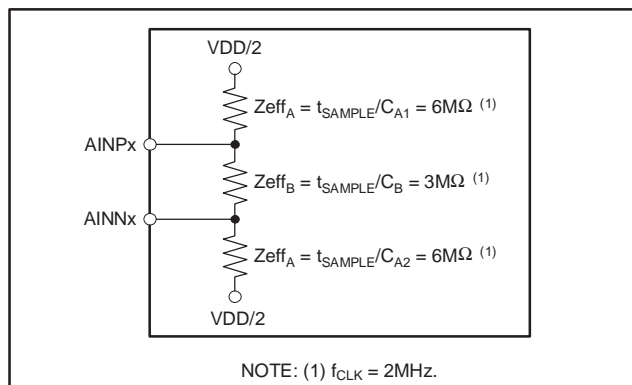 VDD/2
Zeff_A = t_SAMPLE/C_A1 = 6MΩ (1)
AINPx
Zeff_B = t_SAMPLE/C_B = 3MΩ (1)
AINNx
Zeff_A = t_SAMPLE/C_A2 = 6MΩ (1)
VDD/2
NOTE: (1) f_CLK = 2MHz.